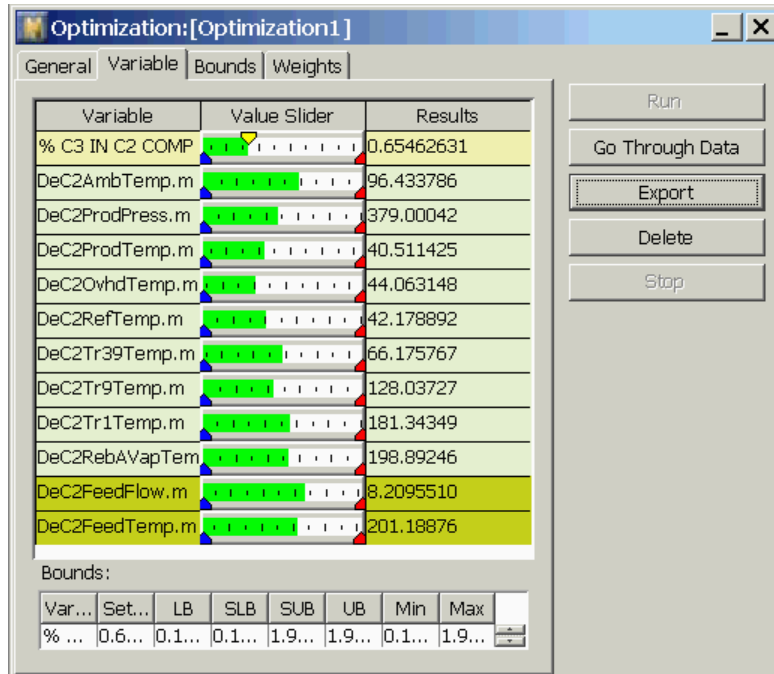 Optimization:[Optimization1]
General Variable Bounds Weights
Variable Value Slider Results
% C3 IN C2 COMP 0.65462631
DeC2AmbTemp.m 96.433786
DeC2ProdPress.m 379.00042
DeC2ProdTemp.m 40.511425
DeC2OvhdTemp.m 44.063148
DeC2RefTemp.m 42.178892
DeC2Tr39Temp.m 66.175767
DeC2Tr9Temp.m 128.03727
DeC2Tr1Temp.m 181.34349
DeC2RebAVapTem 198.89246
DeC2FeedFlow.m 8.2095510
DeC2FeedTemp.m 201.18876
Run
Go Through Data
Export
Delete
Stop
Bounds:
Var... Set... LB SLB SUB UB Min Max
% ... 0.6... 0.1... 0.1... 1.9... 1.9... 0.1... 1.9...